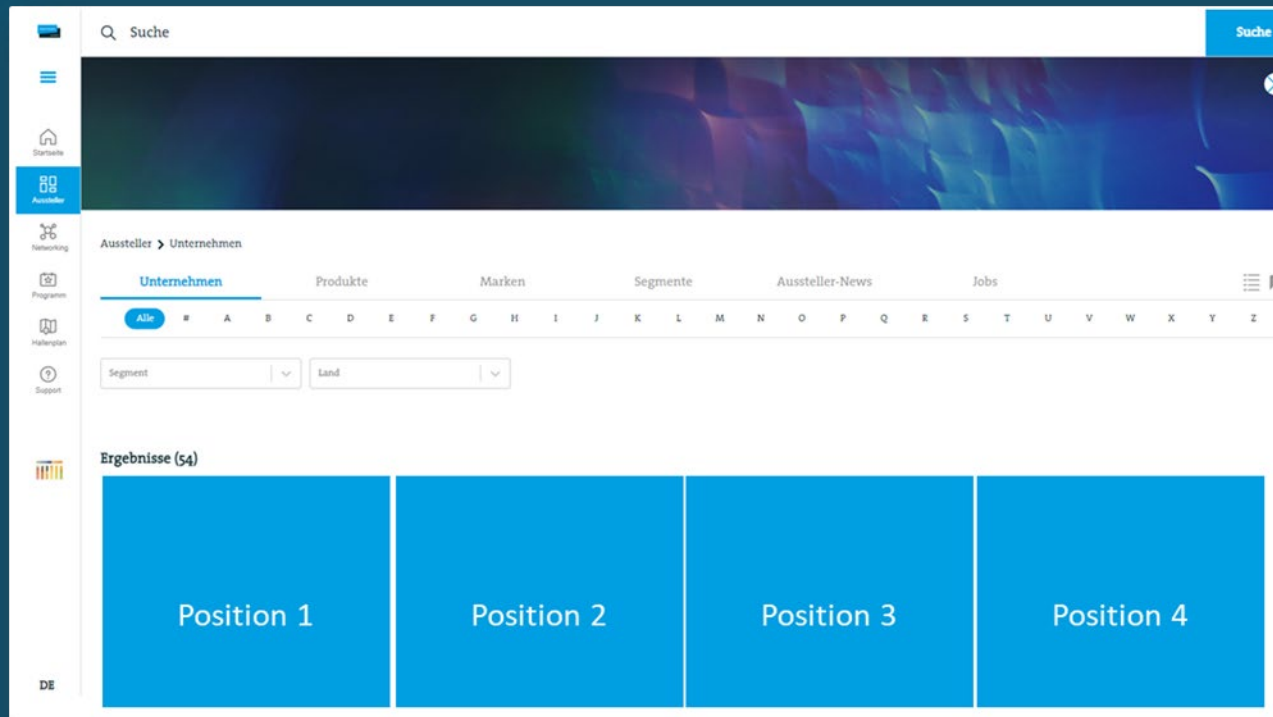 Suche
Suche
Startseite
Aussteller
Networking
Programm
Hallenplan
Support
DE
Aussteller > Unternehmen
Unternehmen Produkte Marken Segmente Aussteller-News Jobs
Alle # A B C D E F G H I J K L M N O P Q R S T U V W X Y Z
Segment Land
Ergebnisse (54)
Position 1 Position 2 Position 3 Position 4